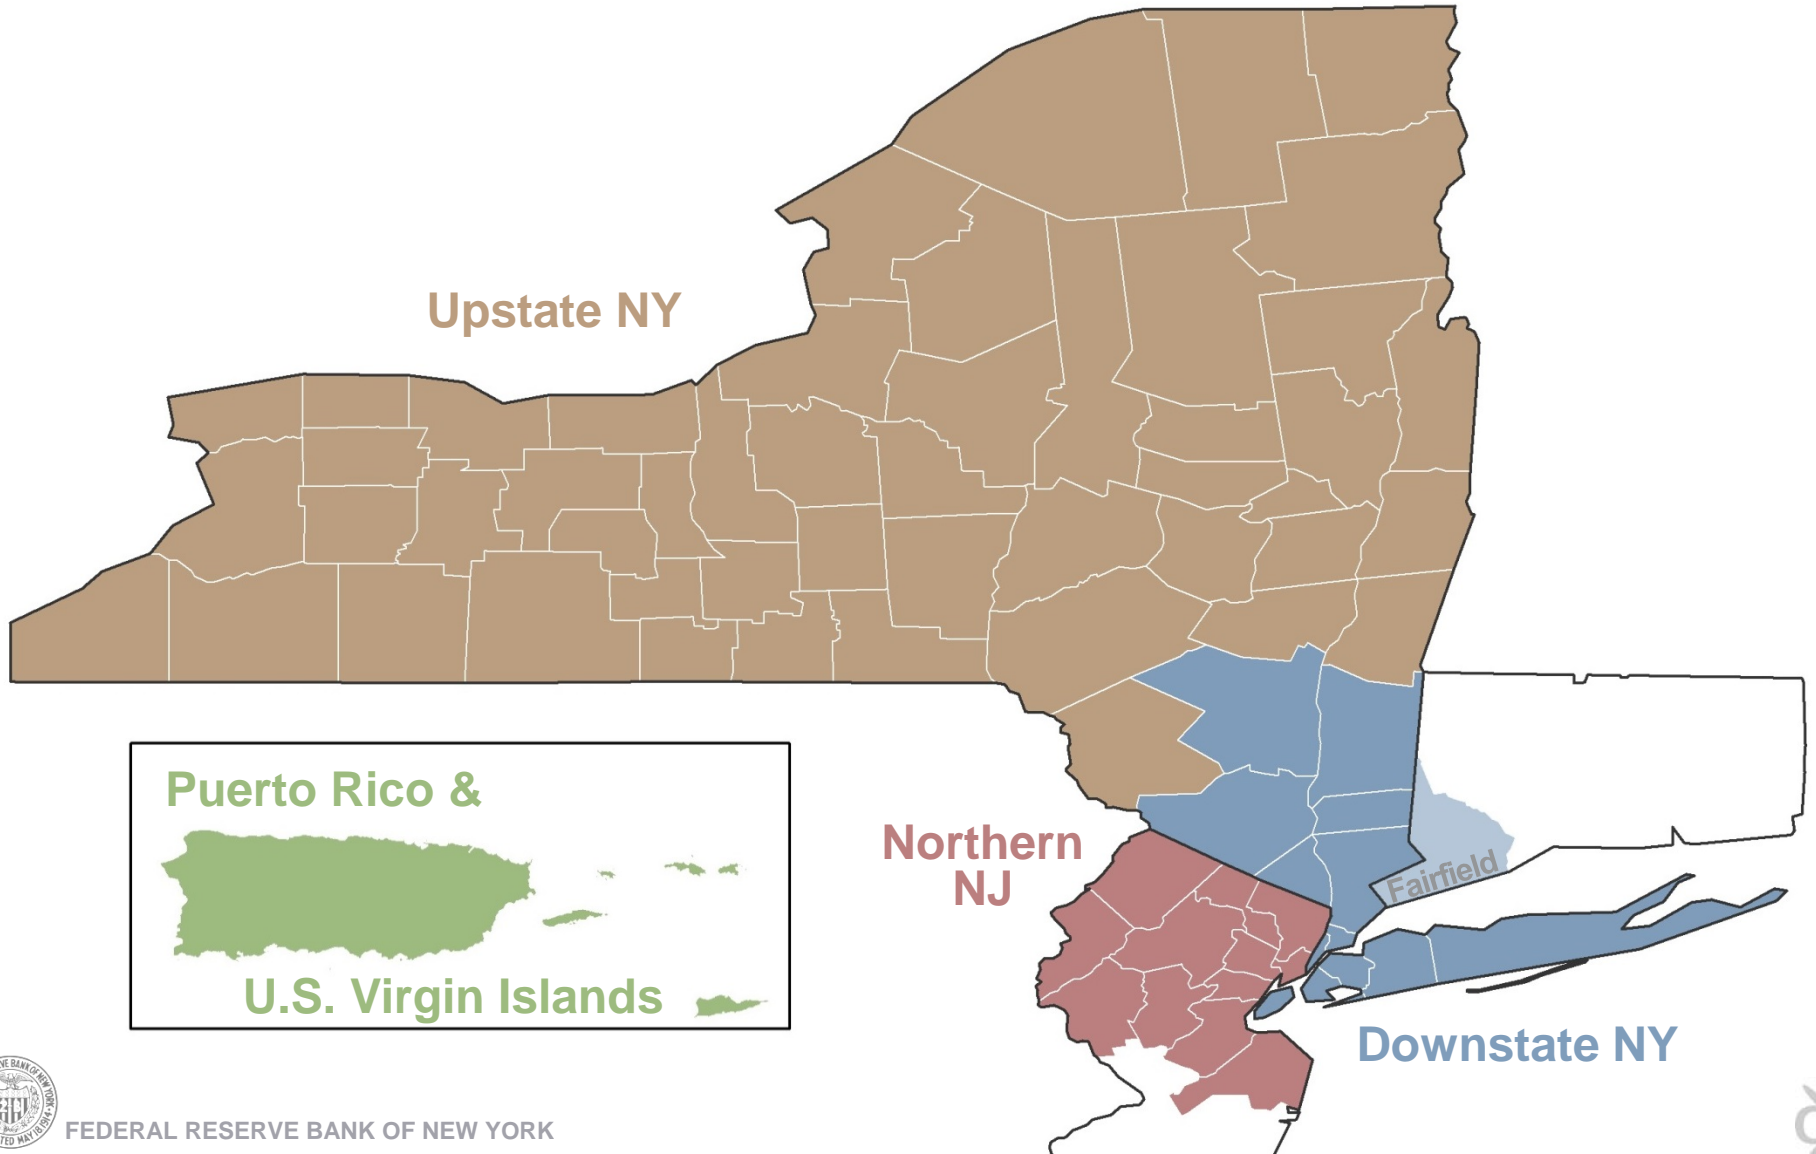 Upstate NY
Puerto Rico &
U.S. Virgin Islands
Northern
NJ
Fairfield
Downstate NY
FEDERAL RESERVE BANK OF NEW YORK